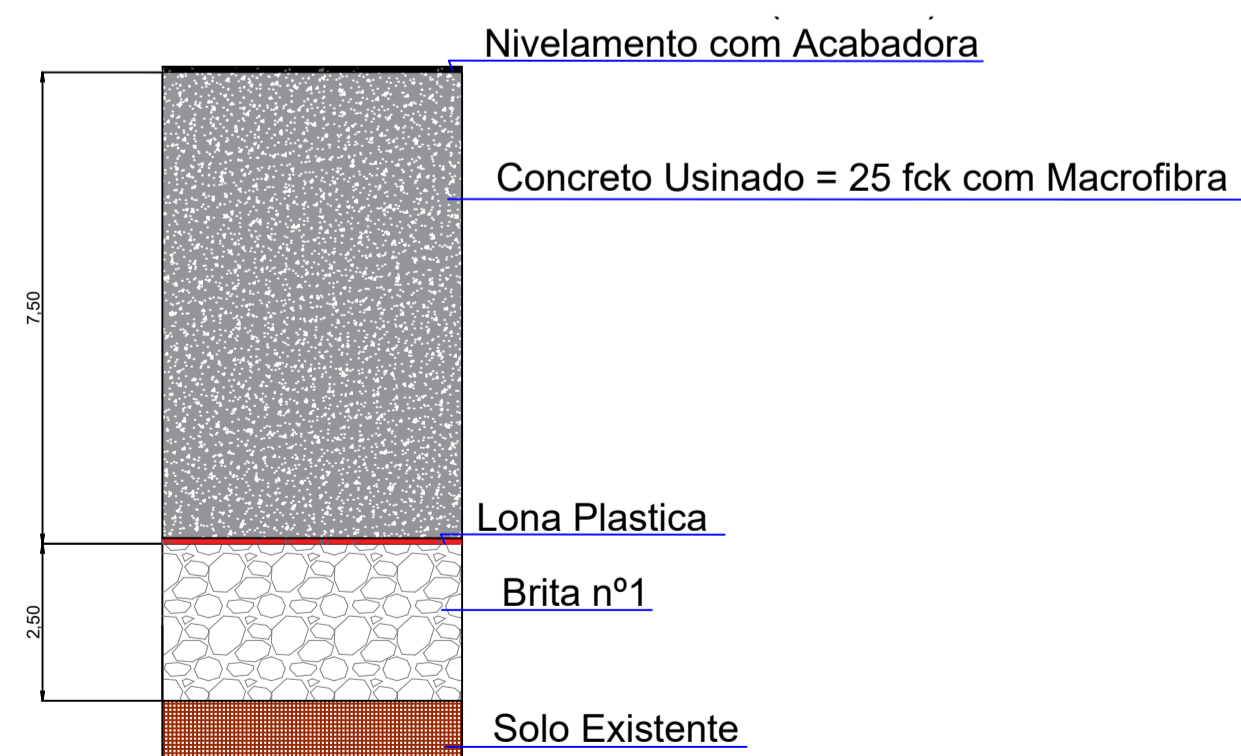 Nivelamento com Acabadora
Concreto Usinado = 25 fck com Macrofibra
7,50
Lona Plastica
Brita nº1
2,50
Solo Existente